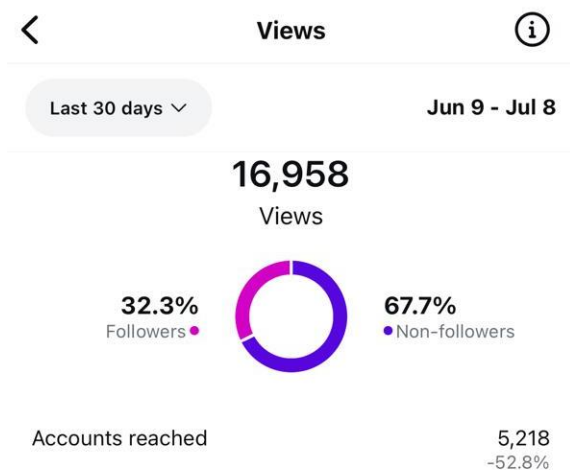 Views
Last 30 days
Jun 9 - Jul 8
16,958
Views
32.3%
Followers
67.7%
Non-followers
Accounts reached
5,218
-52.8%